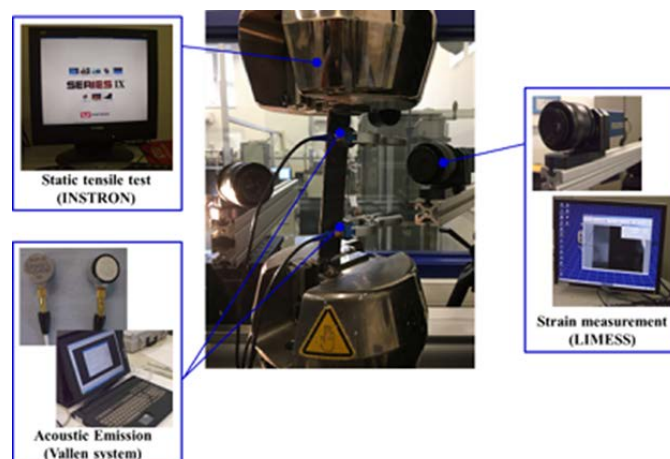 SERIES IX
Static tensile test
(INSTRON)
Acoustic Emission
(Vallen system)
Strain measurement
(LIMESS)